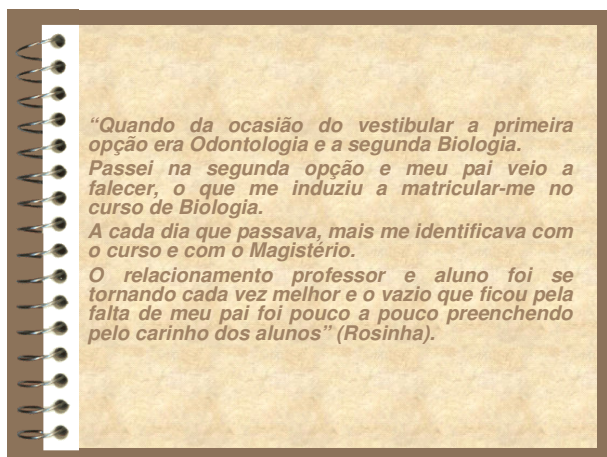 “Quando da ocasião do vestibular a primeira
opção era Odontologia e a segunda Biologia.
Passei na segunda opção e meu pai veio a
falecer, o que me induziu a matricular-me no
curso de Biologia.
A cada dia que passava, mais me identificava com
o curso e com o Magistério.
O relacionamento professor e aluno foi se
tornando cada vez melhor e o vazio que ficou pela
falta de meu pai foi pouco a pouco preenchendo
pelo carinho dos alunos” (Rosinha).